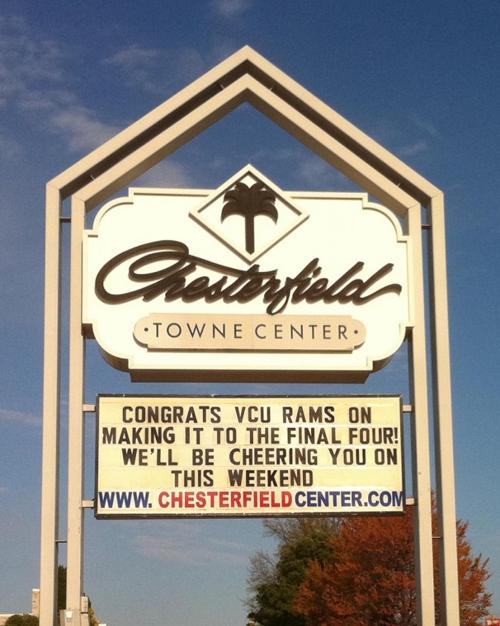 Chesterfield
·TOWNE CENTER·
CONGRATS VCU RAMS ON
MAKING IT TO THE FINAL FOUR!
WE'LL BE CHEERING YOU ON
THIS WEEKEND
WWW. CHESTERFIELDCENTER.COM